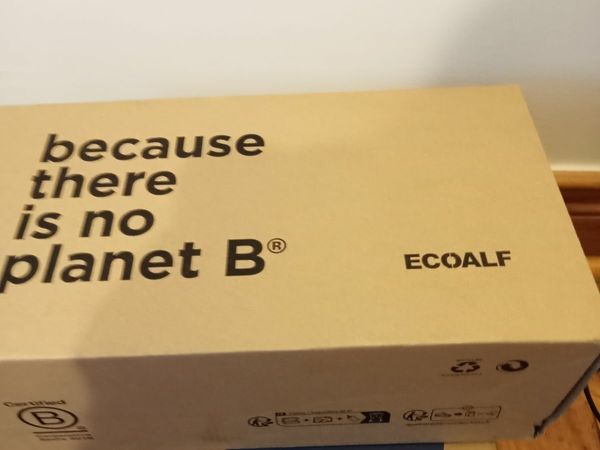 because
there
is no
planet B®
ECOALF
Certified
B